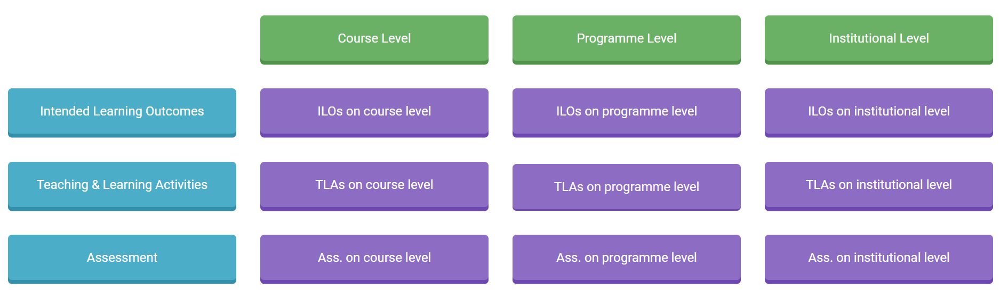 Course Level
Programme Level
Institutional Level
Intended Learning Outcomes
ILOs on course level
ILOs on programme level
ILOs on institutional level
Teaching & Learning Activities
TLAs on course level
TLAs on programme level
TLAs on institutional level
Assessment
Ass. on course level
Ass. on programme level
Ass. on institutional level